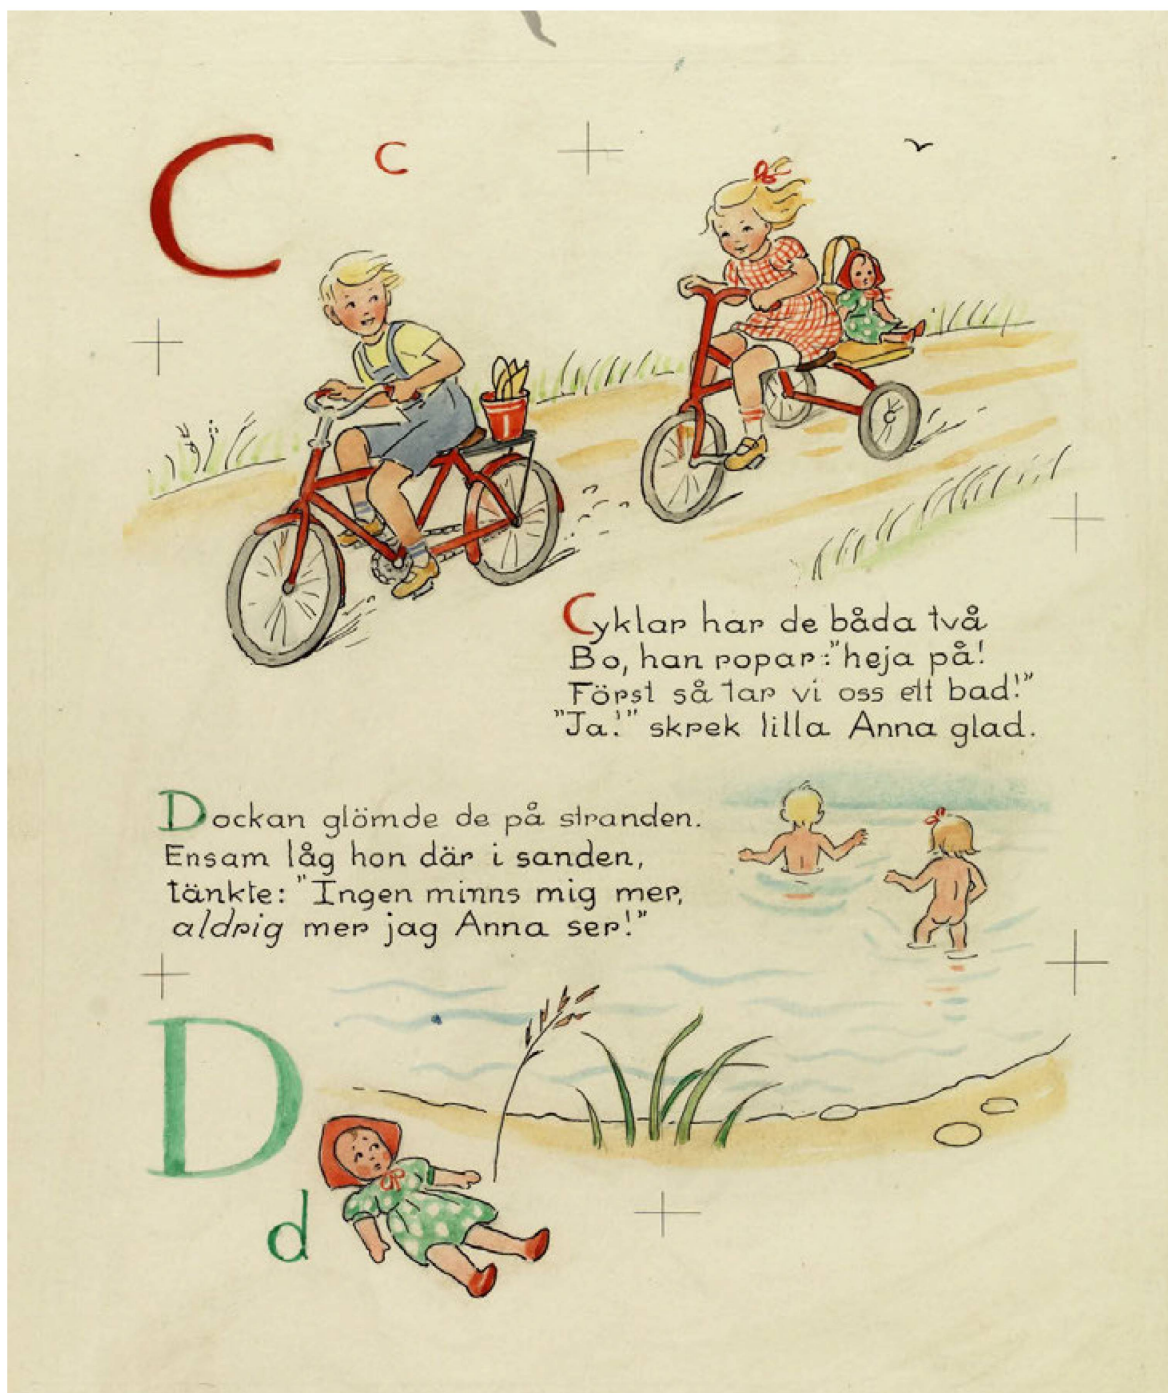 C c
Cyklar har de båda två
Bo, han ropar: "heja på!
Först så tar vi oss ett bad!"
"Ja!" skrek lilla Anna glad.
Dockan glömde de på stranden.
Ensam låg hon där i sanden,
tänkte: "Ingen minns mig mer,
aldrig mer jag Anna ser!"
D
d